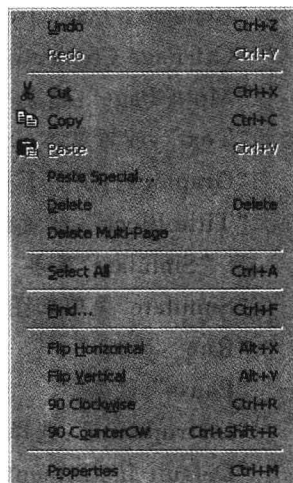 Undo Ctrl+Z
Redo Ctrl+Y
Cut Ctrl+X
Copy Ctrl+C
Paste Ctrl+V
Paste Special...
Delete Delete
Delete Multi-Page
Select All Ctrl+A
Find... Ctrl+F
Flip Horizontal Alt+X
Flip Vertical Alt+Y
90 Clockwise Ctrl+R
90 CounterCW Ctrl+Shift+R
Properties Ctrl+M